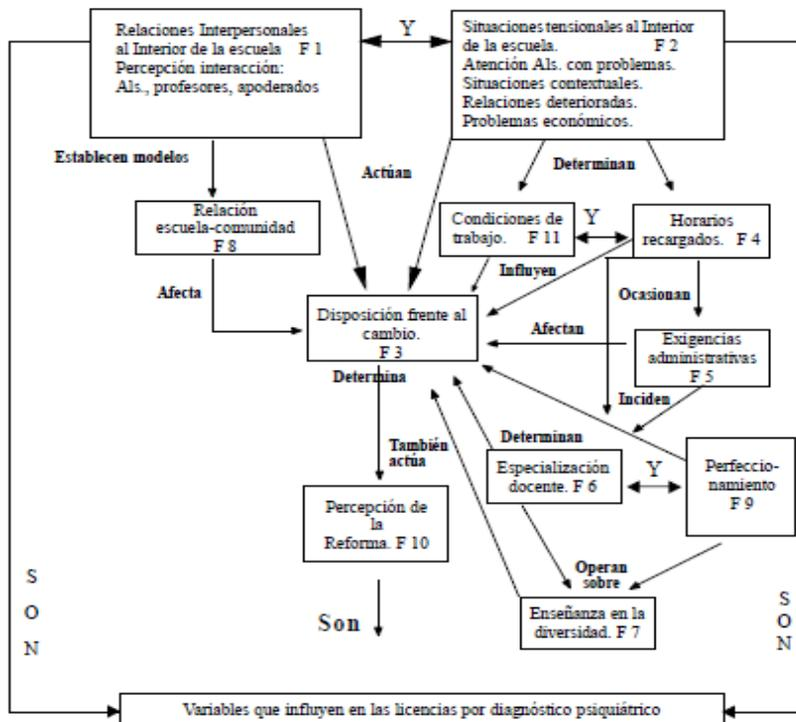 Relaciones Interpersonales
al Interior de la escuela F 1
Percepción interacción:
Als., profesores, apoderados
Y
Situaciones tensionales al Interior
de la escuela. F 2
Atención Als. con problemas.
Situaciones contextuales.
Relaciones deterioradas.
Problemas económicos.
Establecen modelos
Actúan
Determinan
Relación
escuela-comunidad
F 8
Condiciones de
trabajo. F 11
Y
Horarios
recargados. F 4
Influyen
Afecta
Ocasionan
Disposición frente al
cambio.
F 3
Afectan
Exigencias
administrativas
F 5
Determina
Inciden
También
actúa
Determinan
Especialización
docente. F 6
Y
Perfeccio-
namiento
F 9
Percepción de
la
Reforma. F 10
Operan
sobre
Son
Enseñanza en la
diversidad. F 7
S
O
N
S
O
N
Variables que influyen en las licencias por diagnóstico psiquiátrico